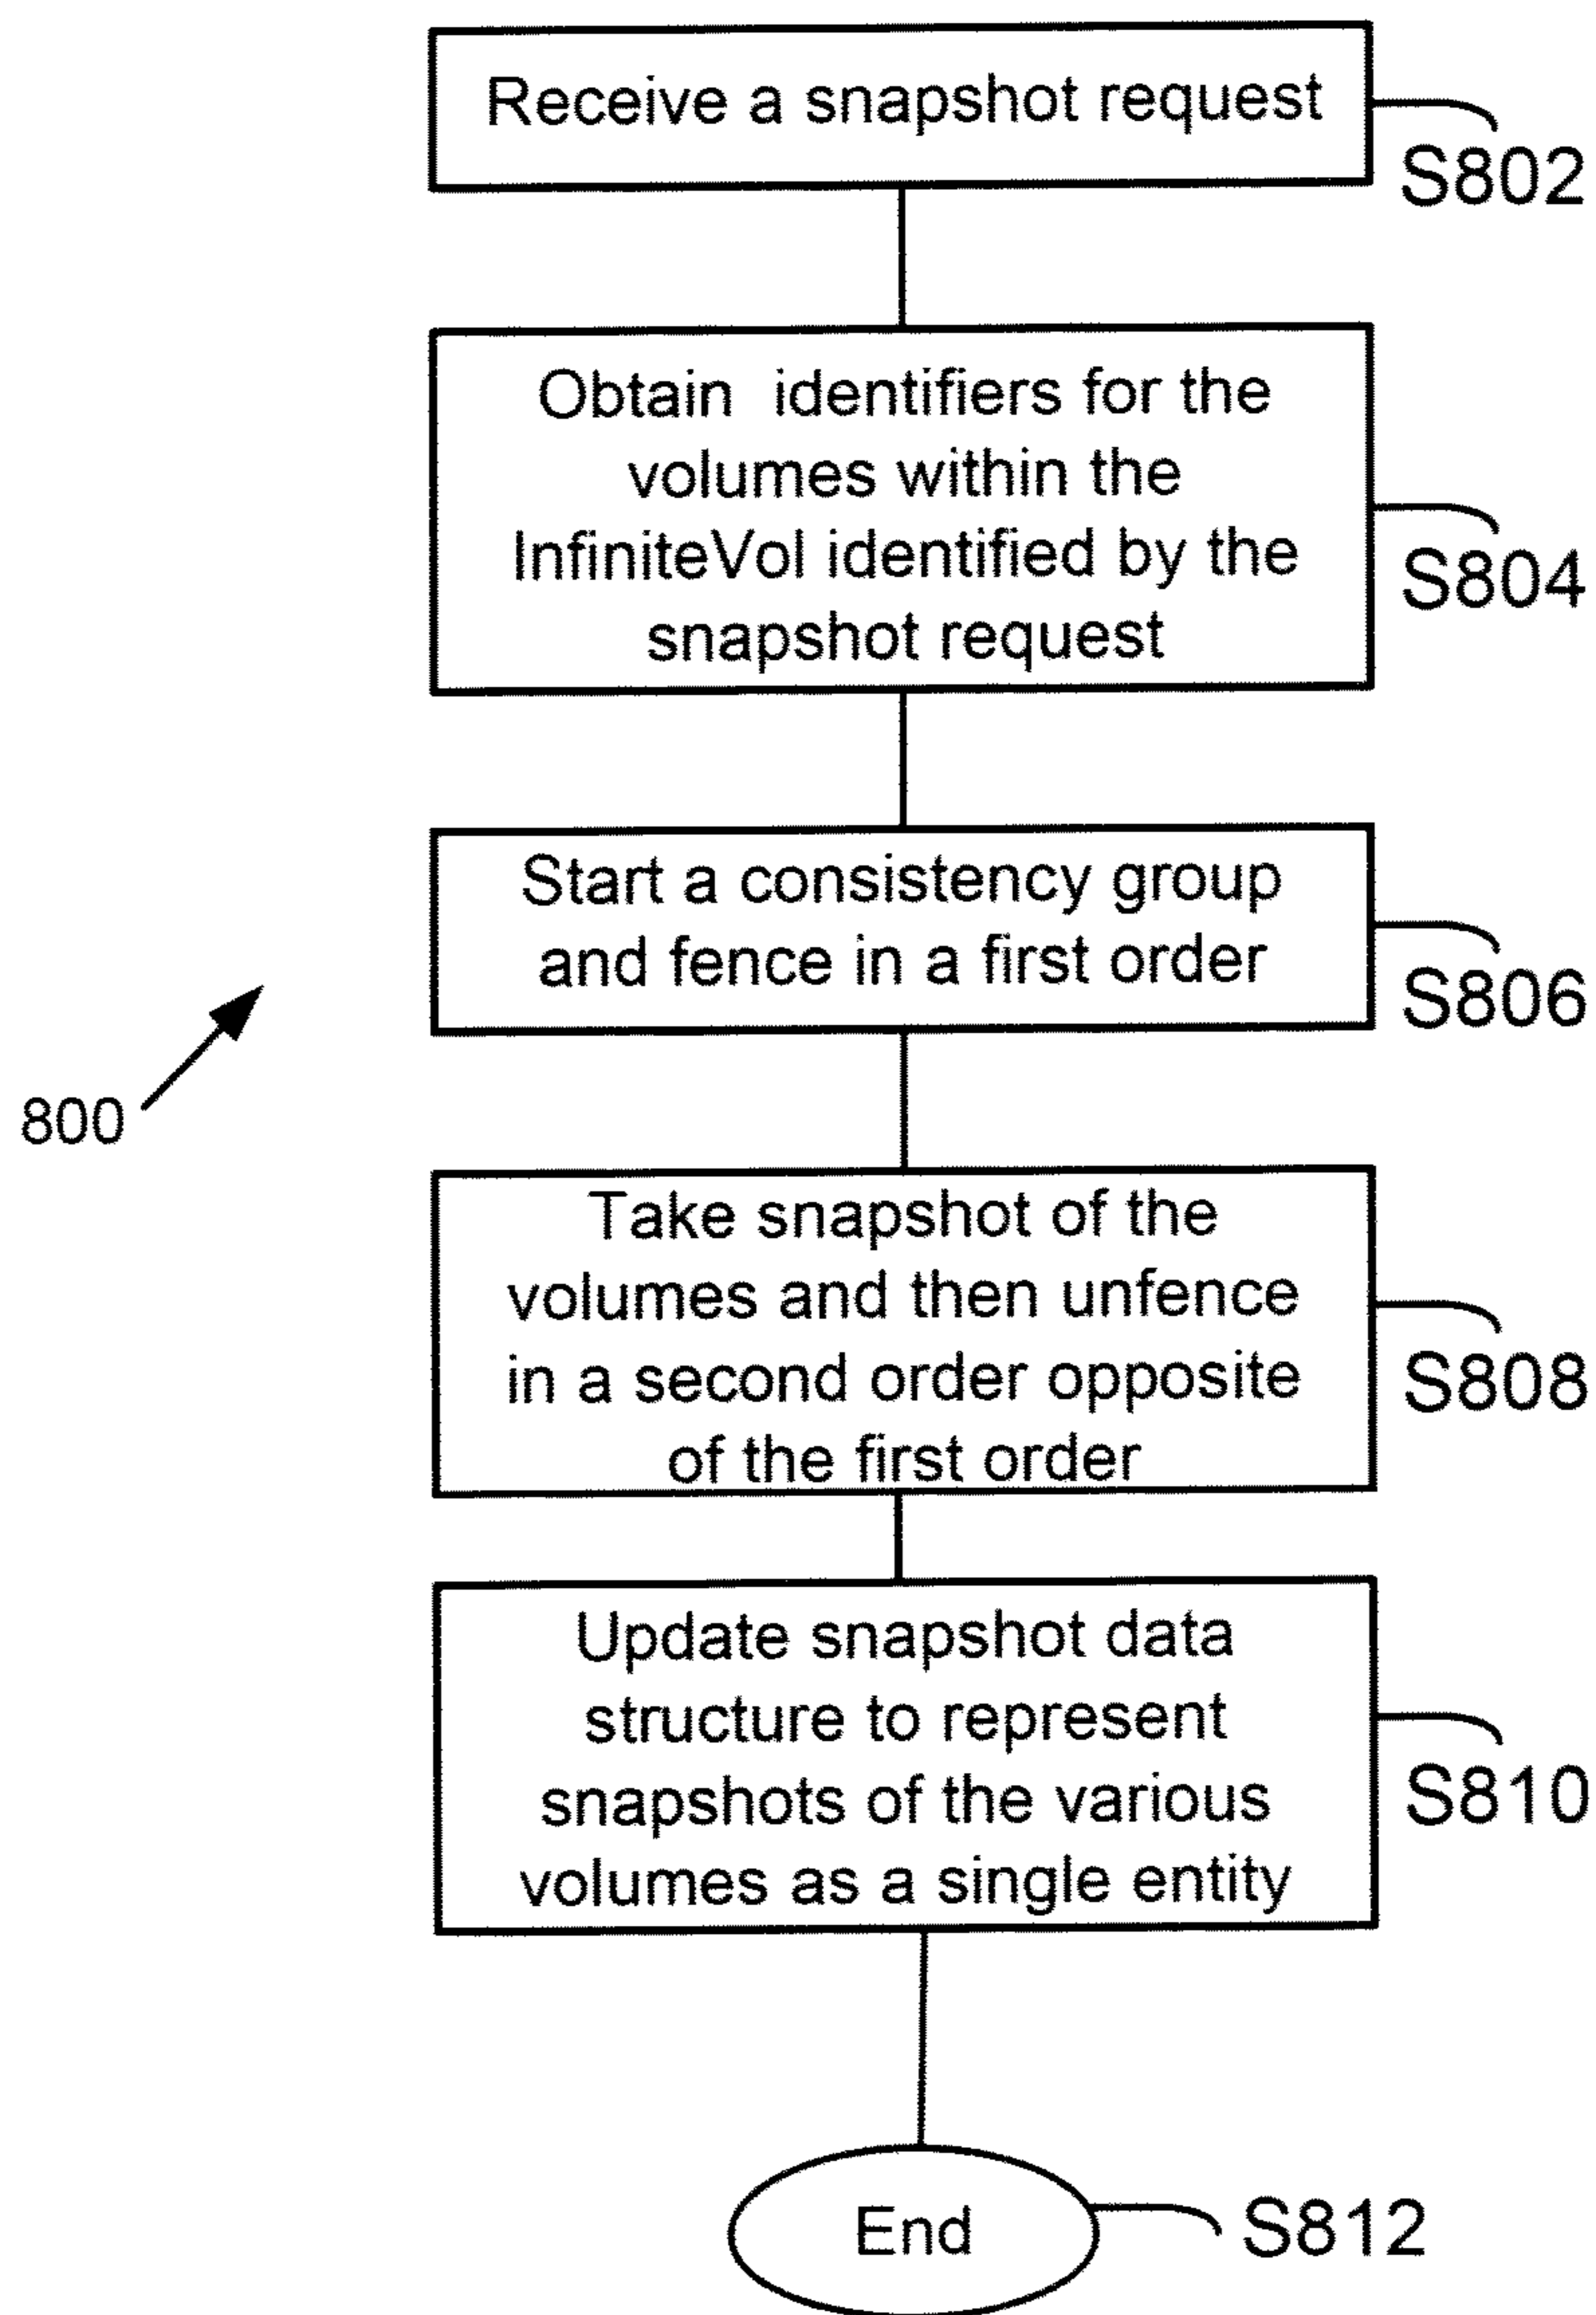 Receive a snapshot request
S802
Obtain identifiers for the
volumes within the
InfiniteVol identified by the
snapshot request
S804
Start a consistency group
and fence in a first order
S806
800
Take snapshot of the
volumes and then unfence
in a second order opposite
of the first order
S808
Update snapshot data
structure to represent
snapshots of the various
volumes as a single entity
S810
End
S812